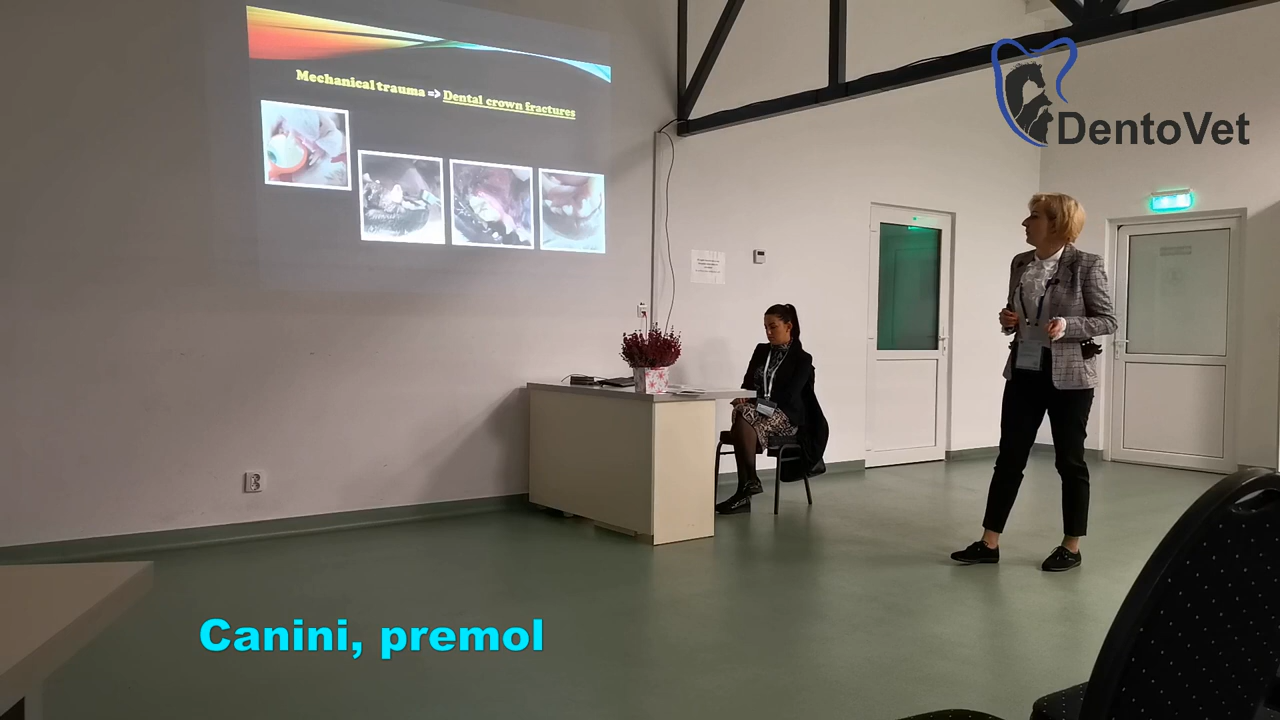 Mechanical trauma => Dental crown fractures
DentoVet
Canini, premol